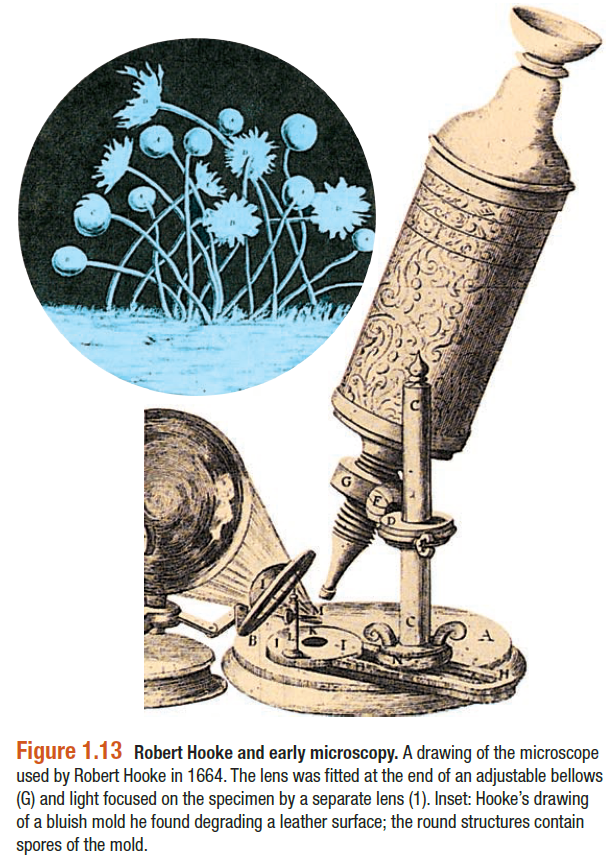 G
F
C
D
C
B
I
I
K
N
A
H
Figure 1.13 Robert Hooke and early microscopy. A drawing of the microscope
used by Robert Hooke in 1664. The lens was fitted at the end of an adjustable bellows
(G) and light focused on the specimen by a separate lens (1). Inset: Hooke’s drawing
of a bluish mold he found degrading a leather surface; the round structures contain
spores of the mold.